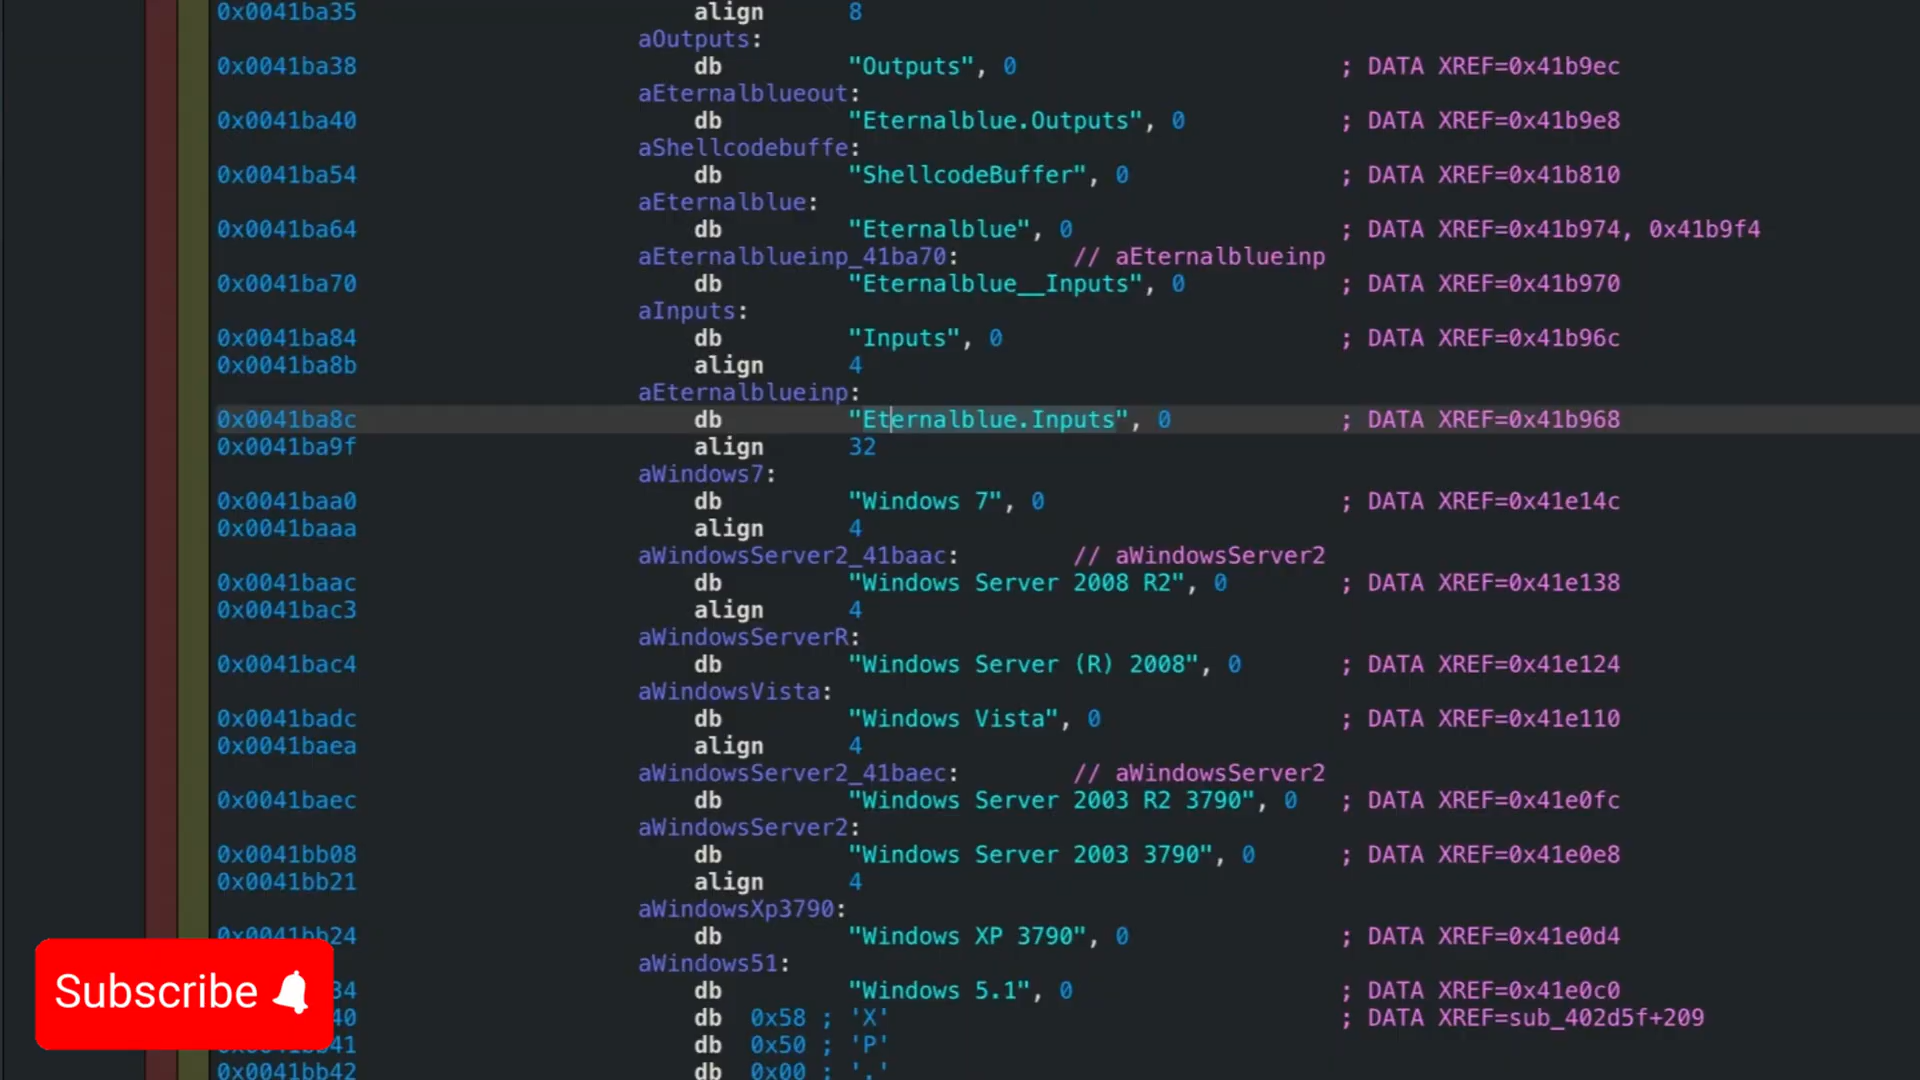 0x0041ba35 align 8
aOutputs:
0x0041ba38 db "Outputs", 0 ; DATA XREF=0x41b9ec
aEternalblueout:
0x0041ba40 db "Eternalblue.Outputs", 0 ; DATA XREF=0x41b9e8
aShellcodebuffe:
0x0041ba54 db "ShellcodeBuffer", 0 ; DATA XREF=0x41b810
aEternalblue:
0x0041ba64 db "Eternalblue", 0 ; DATA XREF=0x41b974, 0x41b9f4
aEternalblueinp_41ba70: // aEternalblueinp
0x0041ba70 db "Eternalblue__Inputs", 0 ; DATA XREF=0x41b970
aInputs:
0x0041ba84 db "Inputs", 0 ; DATA XREF=0x41b96c
0x0041ba8b align 4
aEternalblueinp:
0x0041ba8c db "Eternalblue.Inputs", 0 ; DATA XREF=0x41b968
0x0041ba9f align 32
aWindows7:
0x0041baa0 db "Windows 7", 0 ; DATA XREF=0x41e14c
0x0041baaa align 4
aWindowsServer2_41baac: // aWindowsServer2
0x0041baac db "Windows Server 2008 R2", 0 ; DATA XREF=0x41e138
0x0041bac3 align 4
aWindowsServerR:
0x0041bac4 db "Windows Server (R) 2008", 0 ; DATA XREF=0x41e124
aWindowsVista:
0x0041badc db "Windows Vista", 0 ; DATA XREF=0x41e110
0x0041baea align 4
aWindowsServer2_41baec: // aWindowsServer2
0x0041baec db "Windows Server 2003 R2 3790", 0 ; DATA XREF=0x41e0fc
aWindowsServer2:
0x0041bb08 db "Windows Server 2003 3790", 0 ; DATA XREF=0x41e0e8
0x0041bb21 align 4
aWindowsXp3790:
0x0041bb24 db "Windows XP 3790", 0 ; DATA XREF=0x41e0d4
aWindows51:
34 db "Windows 5.1", 0 ; DATA XREF=0x41e0c0
40 db 0x58 ; 'X' ; DATA XREF=sub_402d5f+209
0x0041bb41 db 0x50 ; 'P'
0x0041bb42 db 0x00 ; '.'
Subscribe